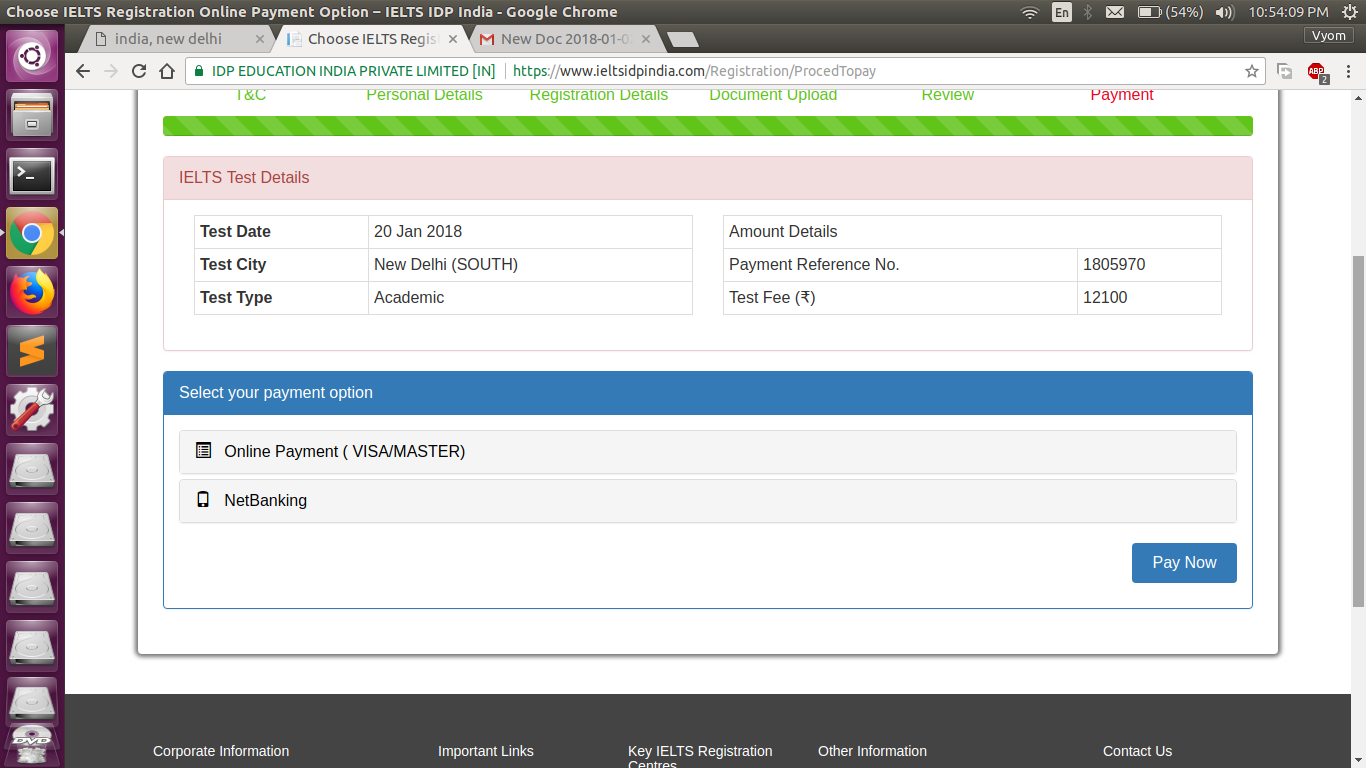 Choose IELTS Registration Online Payment Option – IELTS IDP India - Google Chrome En (54%) 10:54:09 PM
india, new delhi × Choose IELTS Regis × New Doc 2018-01-0 × Vyom
IDP EDUCATION INDIA PRIVATE LIMITED [IN] https://www.ieltsidpindia.com/Registration/ProcedTopay ABP 2
T&C Personal Details Registration Details Document Upload Review Payment
IELTS Test Details
Test Date 20 Jan 2018 Amount Details
Test City New Delhi (SOUTH) Payment Reference No. 1805970
Test Type Academic Test Fee (₹) 12100
Select your payment option
Online Payment ( VISA/MASTER)
NetBanking
Pay Now
DVD
Corporate Information Important Links Key IELTS Registration Other Information Contact Us
Centres